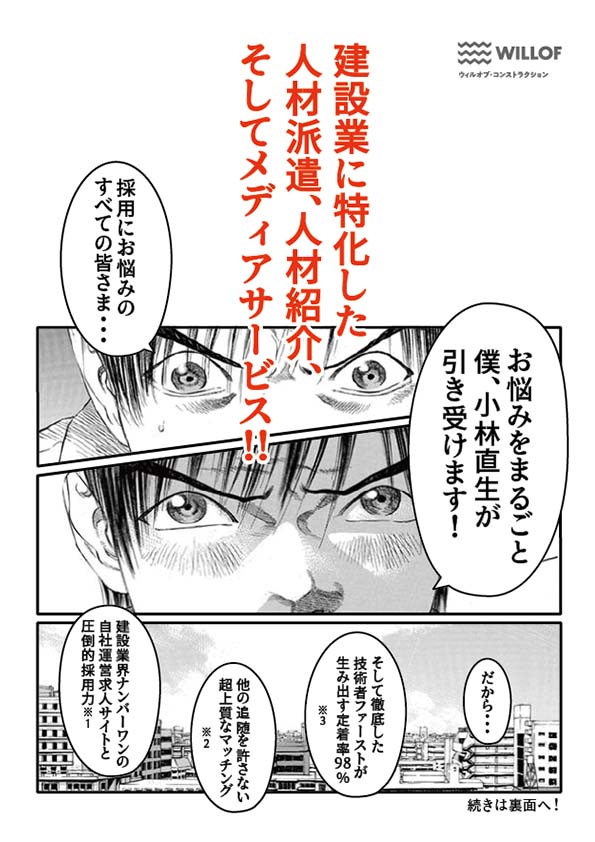 WILLOF
ウィルオブ・コンストラクション
建設業に特化した
人材派遣、人材紹介、
そしてメディアサービス!!
採用にお悩みの
すべての皆さま・・・
お悩みをまるごと
僕、小林直生が
引き受けます!
だから・・・
そして徹底した
技術者ファーストが
生み出す定着率98%
※3
他の追随を許さない
超上質なマッチング
※2
建設業界ナンバーワンの
自社運営求人サイトと
圧倒的採用力※1
続きは裏面へ!